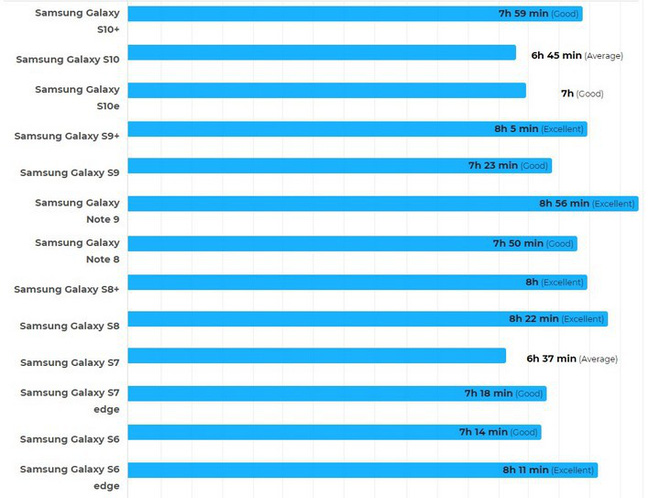 Samsung Galaxy
S10+
7h 59 min (Good)
Samsung Galaxy S10
6h 45 min (Average)
Samsung Galaxy
S10e
7h (Good)
Samsung Galaxy S9+
8h 5 min (Excellent)
Samsung Galaxy S9
7h 23 min (Good)
Samsung Galaxy
Note 9
8h 56 min (Excellent)
Samsung Galaxy
Note 8
7h 50 min (Good)
Samsung Galaxy S8+
8h (Excellent)
Samsung Galaxy S8
8h 22 min (Excellent)
Samsung Galaxy S7
6h 37 min (Average)
Samsung Galaxy S7
edge
7h 18 min (Good)
Samsung Galaxy S6
7h 14 min (Good)
Samsung Galaxy S6
edge
8h 11 min (Excellent)